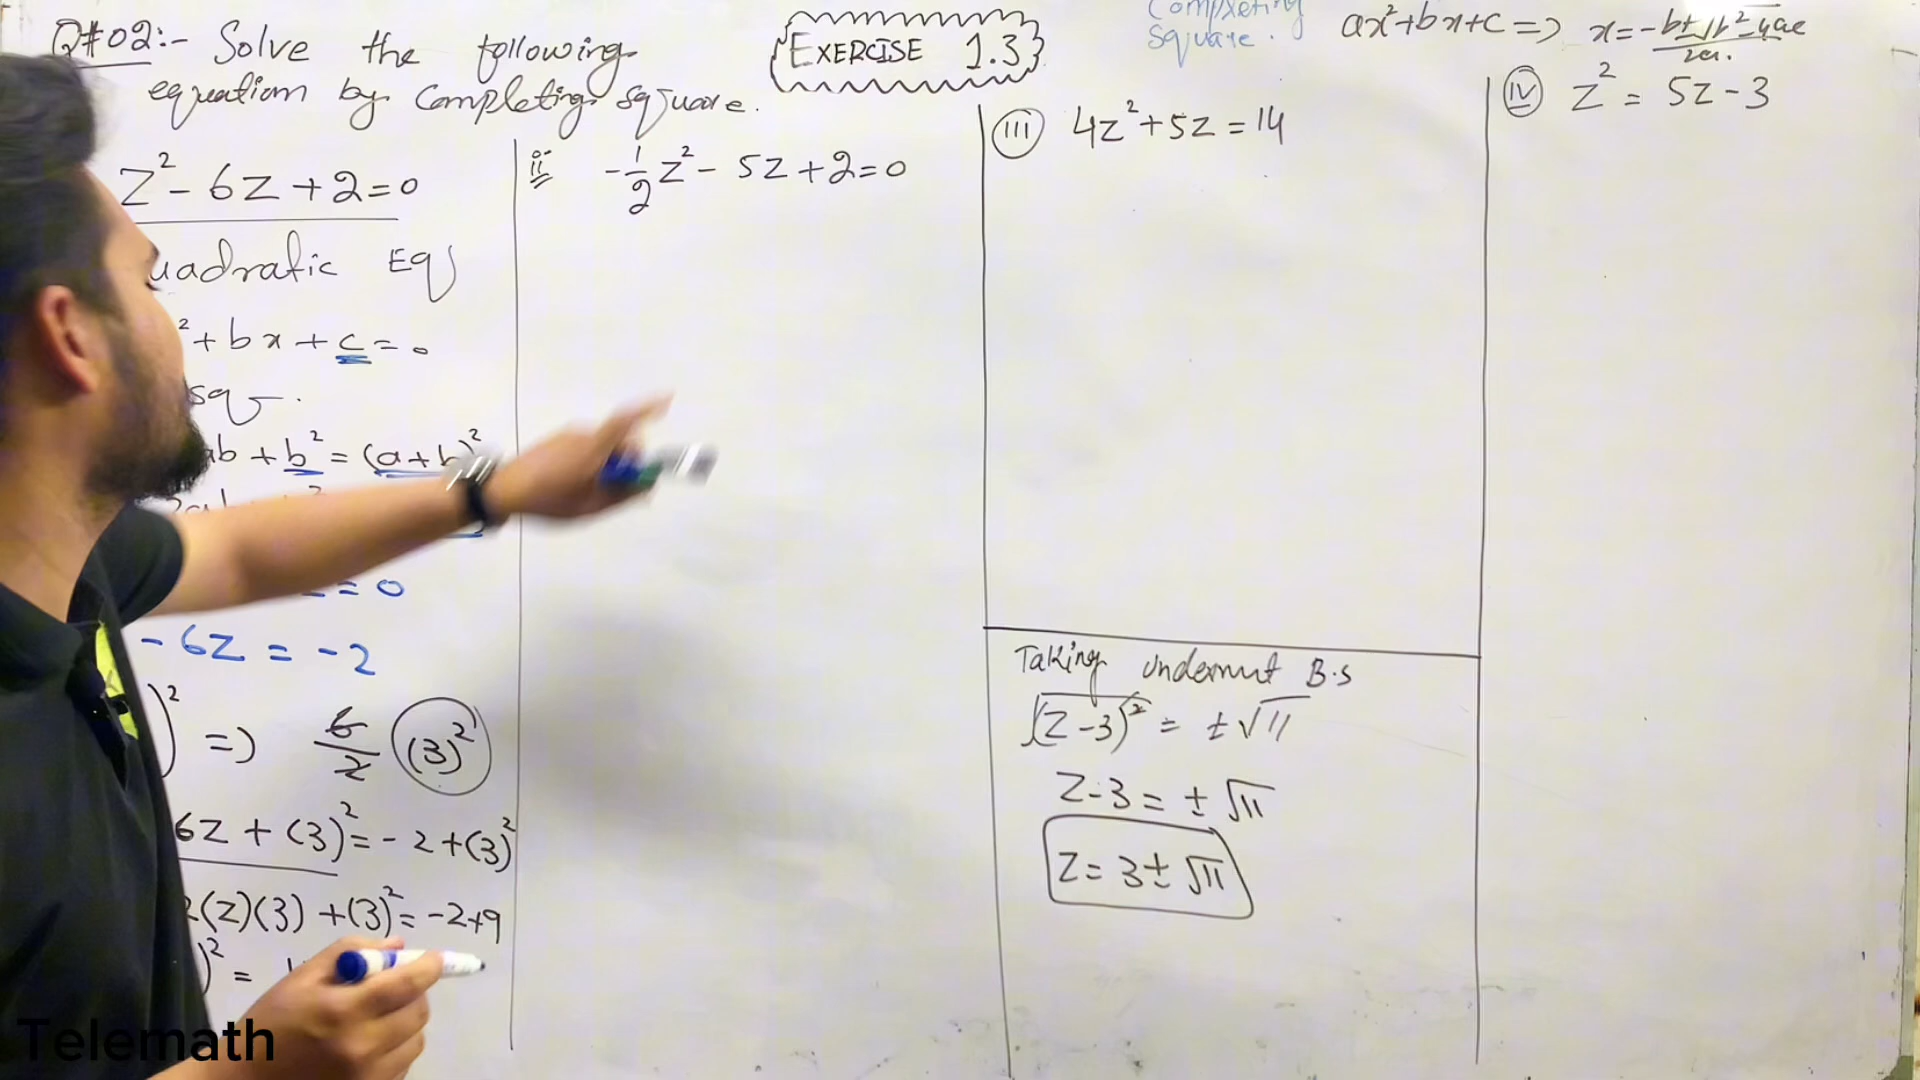 Q#02:- Solve the following
equation by completing square.
EXERCISE 1.3
Completing
Square.
ax²+bx+c => x = -b±√b²-4ac
2a.
z² - 6z + 2 = 0
uadratic Eq
² + bx + c = 0
sq.
ab + b² = (a+b)²
= 0
- 6z = -2
)² => 6/2 (3)²
6z + (3)² = -2 + (3)²
2(z)(3) + (3)² = -2+9
)² =
ii -1/2 z² - 5z + 2 = 0
III 4z² + 5z = 14
Taking underroot B.s
√(z-3)² = ±√11
z-3 = ±√11
z = 3±√11
IV z² = 5z - 3
Telemath